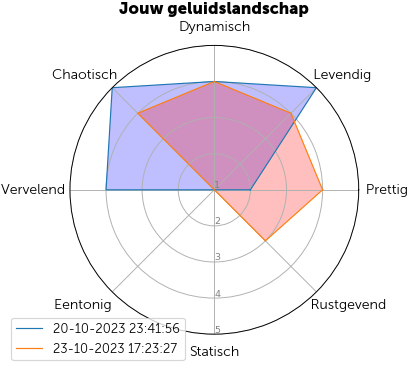 Jouw geluidslandschap
Dynamisch
Chaotisch
Levendig
Vervelend
Prettig
1
2
3
4
5
Eentonig
Rustgevend
Statisch
20-10-2023 23:41:56
23-10-2023 17:23:27